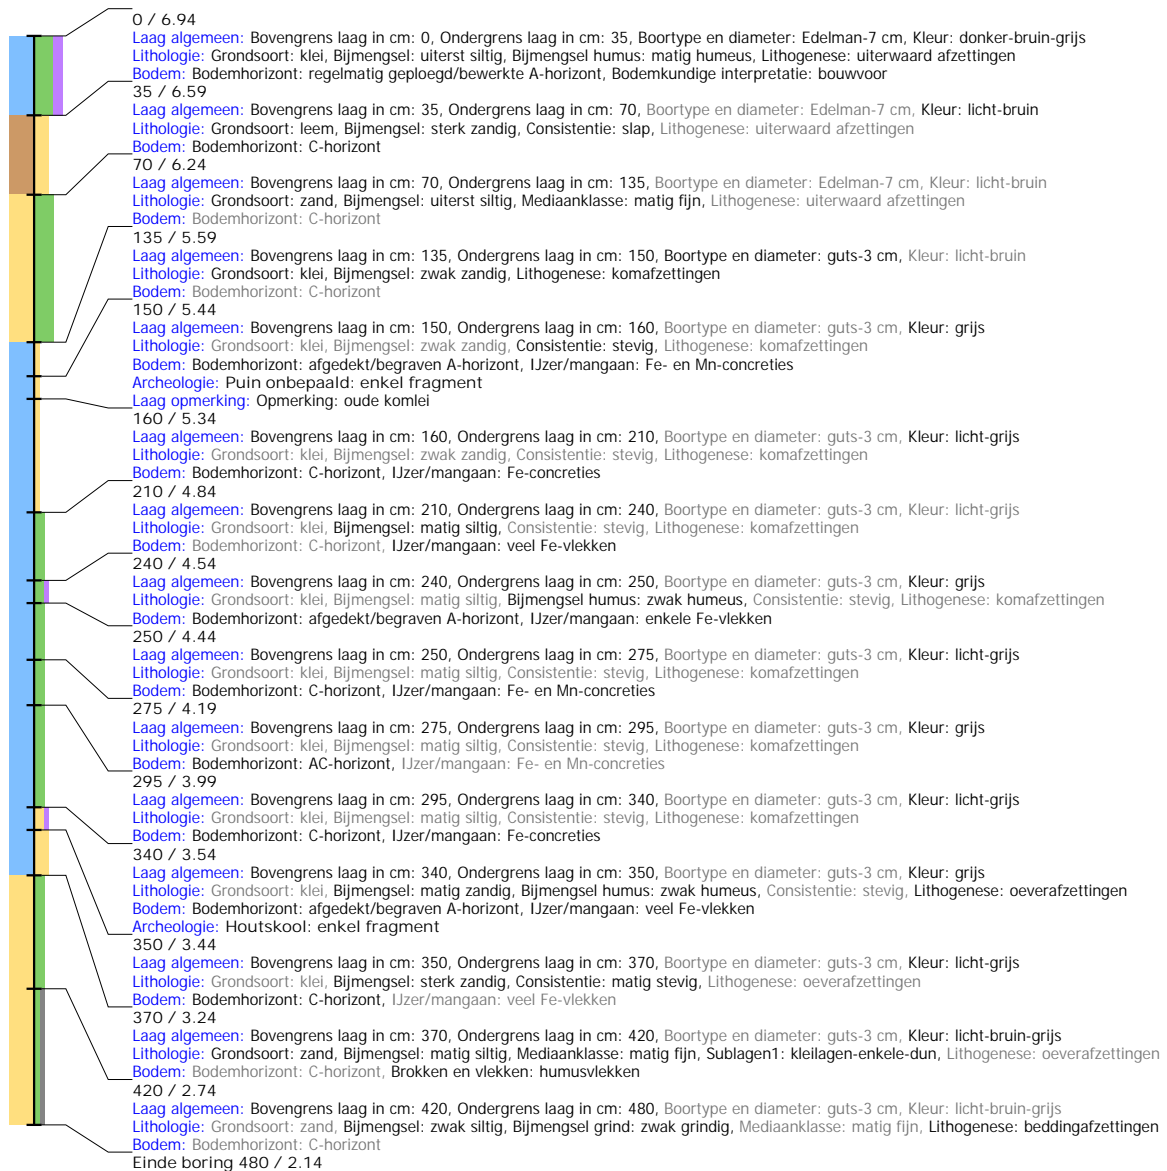 0 / 6.94
Laag algemeen: Bovengrens laag in cm: 0, Ondergrens laag in cm: 35, Boortype en diameter: Edelman-7 cm, Kleur: donker-bruin-grijs
Lithologie: Grondsoort: klei, Bijmengsel: uiterst siltig, Bijmengsel humus: matig humeus, Lithogenese: uiterwaard afzettingen
Bodem: Bodemhorizont: regelmatig geploegd/bewerkte A-horizont, Bodemkundige interpretatie: bouwvoor
35 / 6.59
Laag algemeen: Bovengrens laag in cm: 35, Ondergrens laag in cm: 70, Boortype en diameter: Edelman-7 cm, Kleur: licht-bruin
Lithologie: Grondsoort: leem, Bijmengsel: sterk zandig, Consistentie: slap, Lithogenese: uiterwaard afzettingen
Bodem: Bodemhorizont: C-horizont
70 / 6.24
Laag algemeen: Bovengrens laag in cm: 70, Ondergrens laag in cm: 135, Boortype en diameter: Edelman-7 cm, Kleur: licht-bruin
Lithologie: Grondsoort: zand, Bijmengsel: uiterst siltig, Mediaanklasse: matig fijn, Lithogenese: uiterwaard afzettingen
Bodem: Bodemhorizont: C-horizont
135 / 5.59
Laag algemeen: Bovengrens laag in cm: 135, Ondergrens laag in cm: 150, Boortype en diameter: guts-3 cm, Kleur: licht-bruin
Lithologie: Grondsoort: klei, Bijmengsel: zwak zandig, Lithogenese: komafzettingen
Bodem: Bodemhorizont: C-horizont
150 / 5.44
Laag algemeen: Bovengrens laag in cm: 150, Ondergrens laag in cm: 160, Boortype en diameter: guts-3 cm, Kleur: grijs
Lithologie: Grondsoort: klei, Bijmengsel: zwak zandig, Consistentie: stevig, Lithogenese: komafzettingen
Bodem: Bodemhorizont: afgedekt/begraven A-horizont, IJzer/mangaan: Fe- en Mn-concreties
Archeologie: Puin onbepaald: enkel fragment
Laag opmerking: Opmerking: oude komlei
160 / 5.34
Laag algemeen: Bovengrens laag in cm: 160, Ondergrens laag in cm: 210, Boortype en diameter: guts-3 cm, Kleur: licht-grijs
Lithologie: Grondsoort: klei, Bijmengsel: zwak zandig, Consistentie: stevig, Lithogenese: komafzettingen
Bodem: Bodemhorizont: C-horizont, IJzer/mangaan: Fe-concreties
210 / 4.84
Laag algemeen: Bovengrens laag in cm: 210, Ondergrens laag in cm: 240, Boortype en diameter: guts-3 cm, Kleur: licht-grijs
Lithologie: Grondsoort: klei, Bijmengsel: matig siltig, Consistentie: stevig, Lithogenese: komafzettingen
Bodem: Bodemhorizont: C-horizont, IJzer/mangaan: veel Fe-vlekken
240 / 4.54
Laag algemeen: Bovengrens laag in cm: 240, Ondergrens laag in cm: 250, Boortype en diameter: guts-3 cm, Kleur: grijs
Lithologie: Grondsoort: klei, Bijmengsel: matig siltig, Bijmengsel humus: zwak humeus, Consistentie: stevig, Lithogenese: komafzettingen
Bodem: Bodemhorizont: afgedekt/begraven A-horizont, IJzer/mangaan: enkele Fe-vlekken
250 / 4.44
Laag algemeen: Bovengrens laag in cm: 250, Ondergrens laag in cm: 275, Boortype en diameter: guts-3 cm, Kleur: licht-grijs
Lithologie: Grondsoort: klei, Bijmengsel: matig siltig, Consistentie: stevig, Lithogenese: komafzettingen
Bodem: Bodemhorizont: C-horizont, IJzer/mangaan: Fe- en Mn-concreties
275 / 4.19
Laag algemeen: Bovengrens laag in cm: 275, Ondergrens laag in cm: 295, Boortype en diameter: guts-3 cm, Kleur: grijs
Lithologie: Grondsoort: klei, Bijmengsel: matig siltig, Consistentie: stevig, Lithogenese: komafzettingen
Bodem: Bodemhorizont: AC-horizont, IJzer/mangaan: Fe- en Mn-concreties
295 / 3.99
Laag algemeen: Bovengrens laag in cm: 295, Ondergrens laag in cm: 340, Boortype en diameter: guts-3 cm, Kleur: licht-grijs
Lithologie: Grondsoort: klei, Bijmengsel: matig siltig, Consistentie: stevig, Lithogenese: komafzettingen
Bodem: Bodemhorizont: C-horizont, IJzer/mangaan: Fe-concreties
340 / 3.54
Laag algemeen: Bovengrens laag in cm: 340, Ondergrens laag in cm: 350, Boortype en diameter: guts-3 cm, Kleur: grijs
Lithologie: Grondsoort: klei, Bijmengsel: matig zandig, Bijmengsel humus: zwak humeus, Consistentie: stevig, Lithogenese: oeverafzettingen
Bodem: Bodemhorizont: afgedekt/begraven A-horizont, IJzer/mangaan: veel Fe-vlekken
Archeologie: Houtskool: enkel fragment
350 / 3.44
Laag algemeen: Bovengrens laag in cm: 350, Ondergrens laag in cm: 370, Boortype en diameter: guts-3 cm, Kleur: licht-grijs
Lithologie: Grondsoort: klei, Bijmengsel: sterk zandig, Consistentie: matig stevig, Lithogenese: oeverafzettingen
Bodem: Bodemhorizont: C-horizont, IJzer/mangaan: veel Fe-vlekken
370 / 3.24
Laag algemeen: Bovengrens laag in cm: 370, Ondergrens laag in cm: 420, Boortype en diameter: guts-3 cm, Kleur: licht-bruin-grijs
Lithologie: Grondsoort: zand, Bijmengsel: matig siltig, Mediaanklasse: matig fijn, Sublagen1: kleilagen-enkele-dun, Lithogenese: oeverafzettingen
Bodem: Bodemhorizont: C-horizont, Brokken en vlekken: humusvlekken
420 / 2.74
Laag algemeen: Bovengrens laag in cm: 420, Ondergrens laag in cm: 480, Boortype en diameter: guts-3 cm, Kleur: licht-bruin-grijs
Lithologie: Grondsoort: zand, Bijmengsel: zwak siltig, Bijmengsel grind: zwak grindig, Mediaanklasse: matig fijn, Lithogenese: beddingafzettingen
Bodem: Bodemhorizont: C-horizont
Einde boring 480 / 2.14